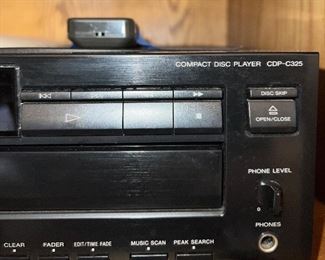 COMPACT DISC PLAYER CDP-C325
DISC SKIP
OPEN/CLOSE
PHONE LEVEL
0
PHONES
CLEAR FADER EDIT/TIME FADE MUSIC SCAN PEAK SEARCH